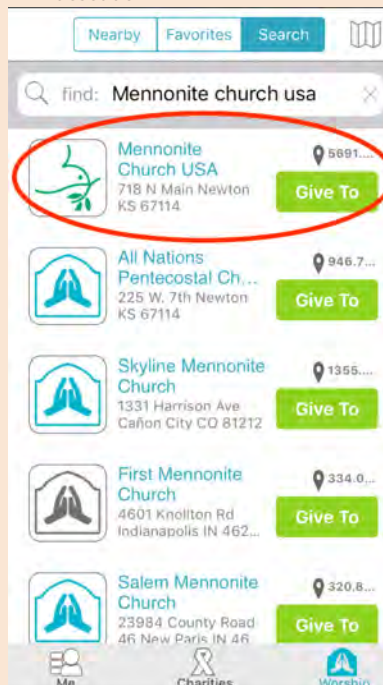 Nearby Favorites Search
find: Mennonite church usa
Mennonite
Church USA
5691....
718 N Main Newton
KS 67114
Give To
All Nations
Pentecostal Ch...
946.7...
225 W. 7th Newton
KS 67114
Give To
Skyline Mennonite
Church
1355....
1331 Harrison Ave
Cañon City CO 81212
Give To
First Mennonite
Church
334.0...
4601 Knollton Rd
Indianapolis IN 462...
Give To
Salem Mennonite
Church
320.8...
23984 County Road
46 New Paris IN 46...
Give To
Me Charities Worship